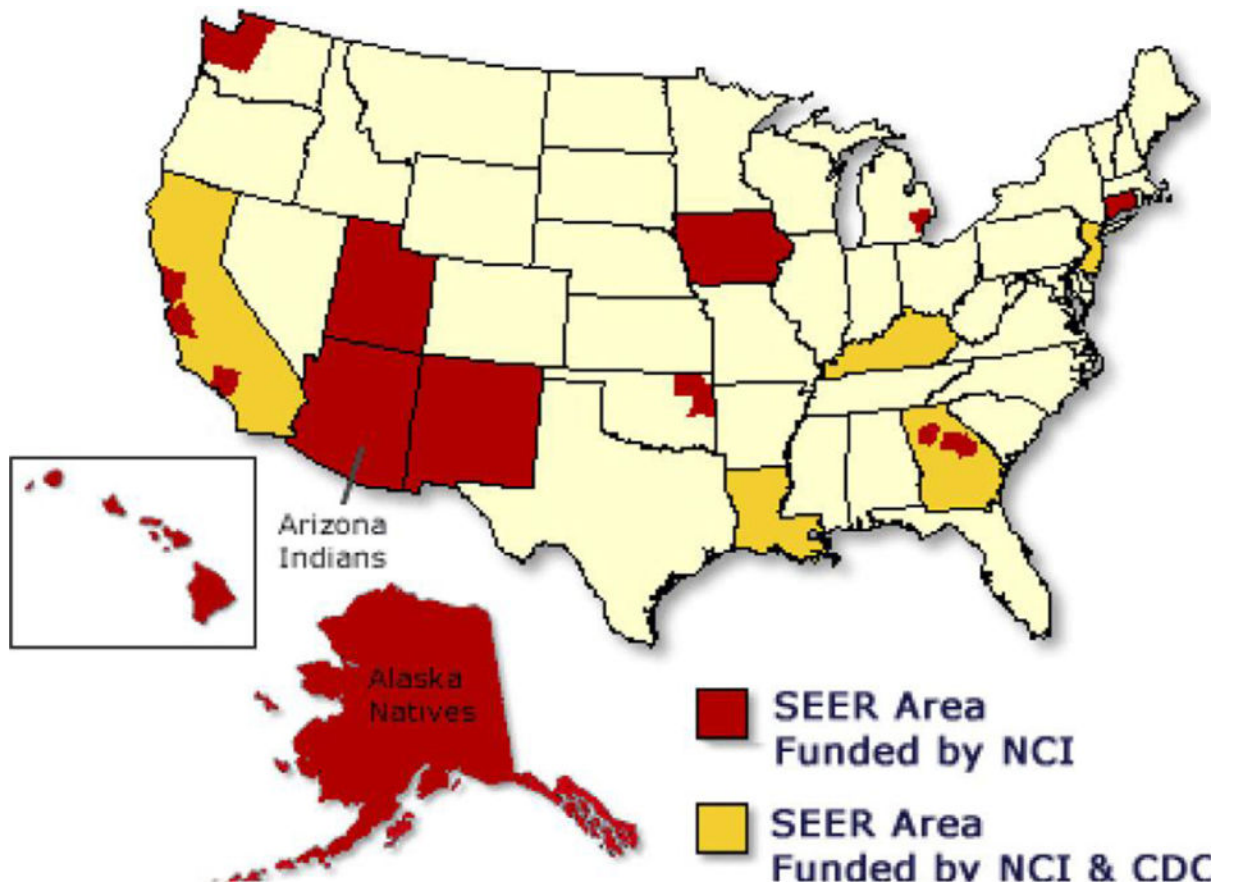 Arizona
Indians
Alaska
Natives
SEER Area
Funded by NCI
SEER Area
Funded by NCI & CDC